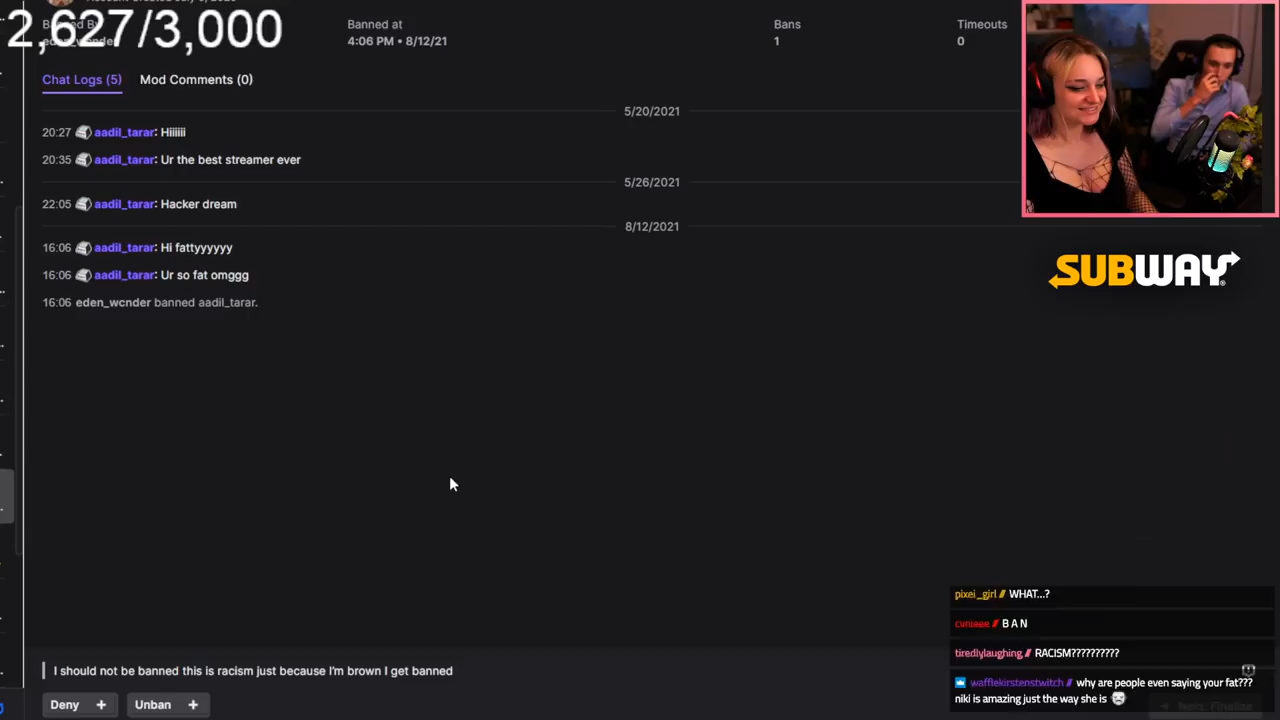 2,627/3,000
Banned at
Bans
Timeouts
4:06 PM • 8/12/21
1
0
Chat Logs (5)
Mod Comments (0)
5/20/2021
20:27 aadil_tarar: Hiiiiii
20:35 aadil_tarar: Ur the best streamer ever
5/26/2021
22:05 aadil_tarar: Hacker dream
8/12/2021
16:06 aadil_tarar: Hi fattyyyyyy
16:06 aadil_tarar: Ur so fat omggg
16:06 eden_wcnder banned aadil_tarar.
SUBWAY
pixei_girl // WHAT...?
B A N
tiredlylaughing_ // RACISM??????????
wafflekirstenstwitch // why are people even saying your fat???
niki is amazing just the way she is
I should not be banned this is racism just because I'm brown I get banned
Deny +
Unban +
Next: Finalize